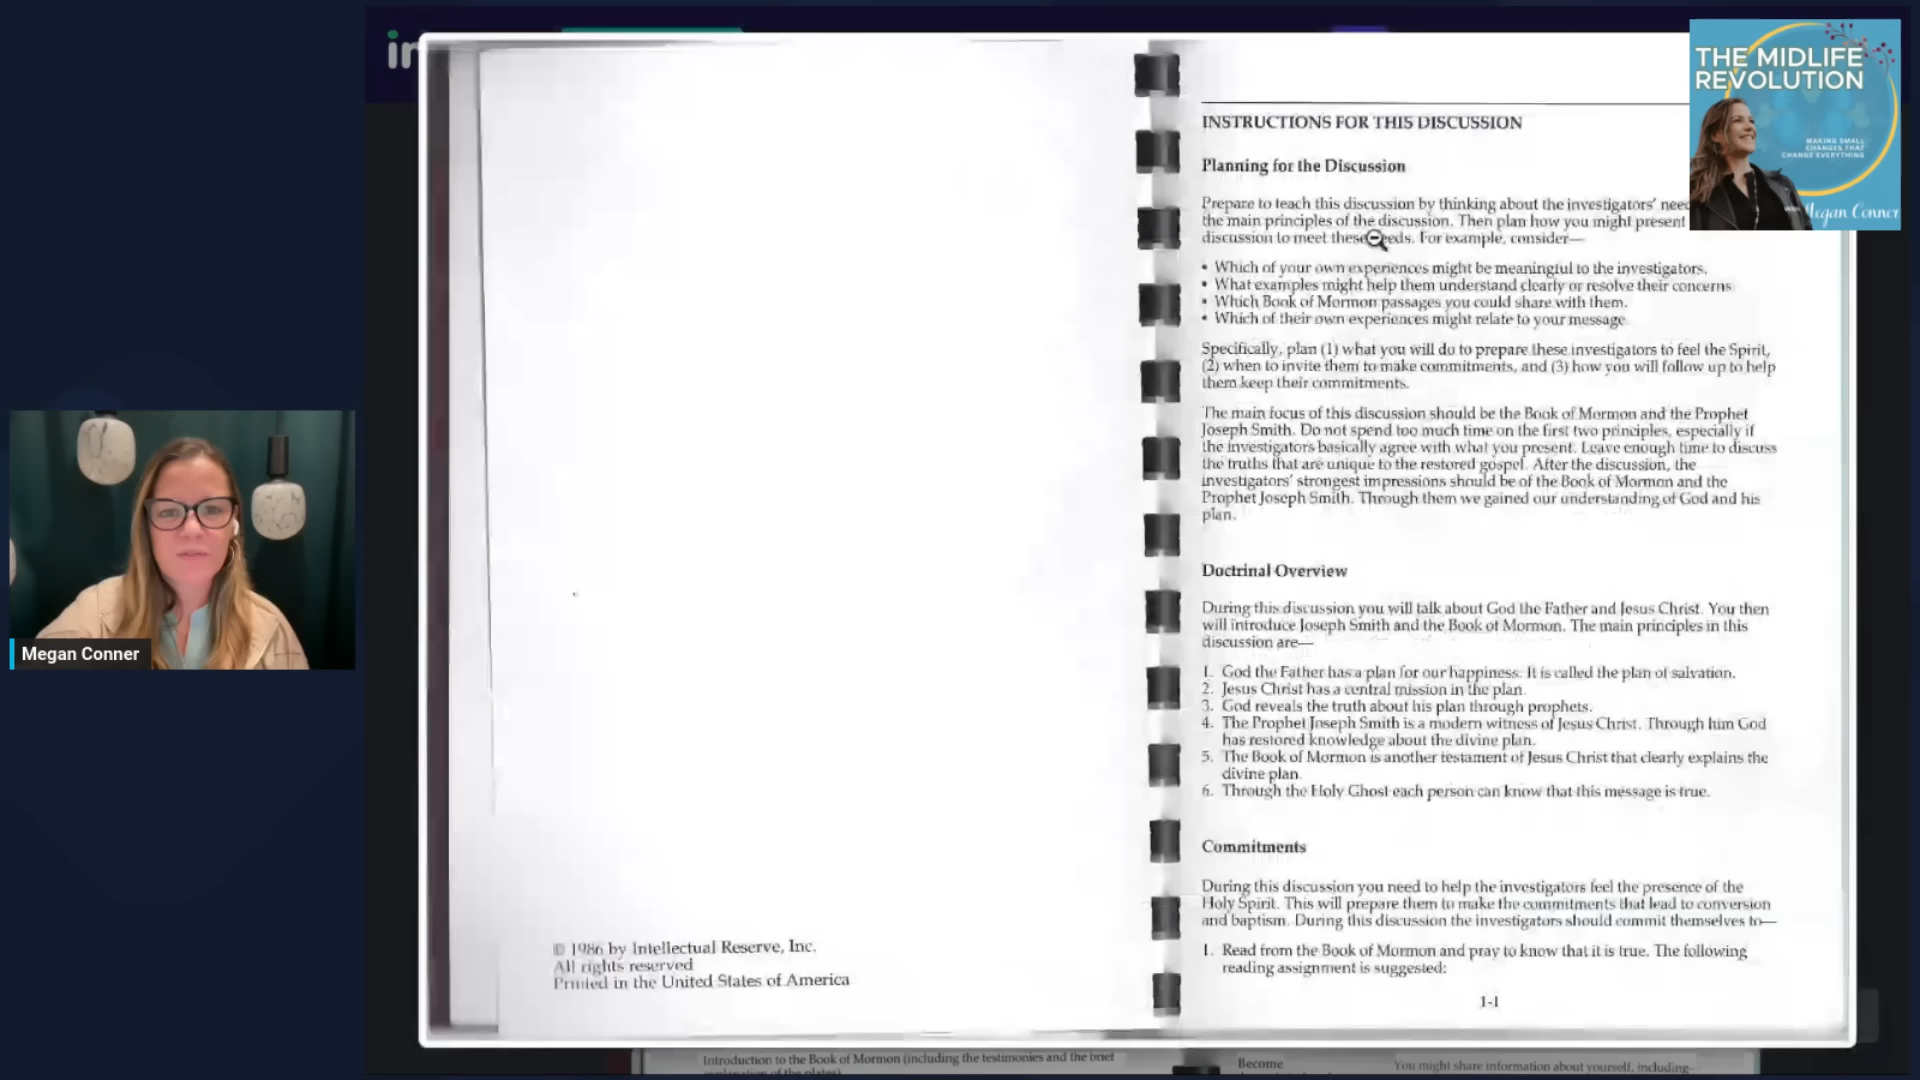 in
THE MIDLIFE
REVOLUTION
MAKING SMALL
CHANGES THAT
CHANGE EVERYTHING
with
Megan Conner
Megan Conner
© 1986 by Intellectual Reserve, Inc.
All rights reserved
Printed in the United States of America
INSTRUCTIONS FOR THIS DISCUSSION
Planning for the Discussion
Prepare to teach this discussion by thinking about the investigators'
the main principles of the discussion. Then plan how you might present
discussion to meet these needs. For example, consider—
• Which of your own experiences might be meaningful to the investigators.
• What examples might help them understand clearly or resolve their concerns
• Which Book of Mormon passages you could share with them.
• Which of their own experiences might relate to your message
Specifically, plan (1) what you will do to prepare these investigators to feel the Spirit,
(2) when to invite them to make commitments, and (3) how you will follow up to help
them keep their commitments.
The main focus of this discussion should be the Book of Mormon and the Prophet
Joseph Smith. Do not spend too much time on the first two principles, especially if
the investigators basically agree with what you present. Leave enough time to discuss
the truths that are unique to the restored gospel. After the discussion, the
investigators' strongest impressions should be of the Book of Mormon and the
Prophet Joseph Smith. Through them we gained our understanding of God and his
plan.
Doctrinal Overview
During this discussion you will talk about God the Father and Jesus Christ. You then
will introduce Joseph Smith and the Book of Mormon. The main principles in this
discussion are—
1. God the Father has a plan for our happiness. It is called the plan of salvation.
2. Jesus Christ has a central mission in the plan.
3. God reveals the truth about his plan through prophets.
4. The Prophet Joseph Smith is a modern witness of Jesus Christ. Through him God
has restored knowledge about the divine plan.
5. The Book of Mormon is another testament of Jesus Christ that clearly explains the
divine plan.
6. Through the Holy Ghost each person can know that this message is true.
Commitments
During this discussion you need to help the investigators feel the presence of the
Holy Spirit. This will prepare them to make the commitments that lead to conversion
and baptism. During this discussion the investigators should commit themselves to—
1. Read from the Book of Mormon and pray to know that it is true. The following
reading assignment is suggested:
1-1
Introduction to the Book of Mormon (including the testimonies and the brief
Become
You might share information about yourself, including—